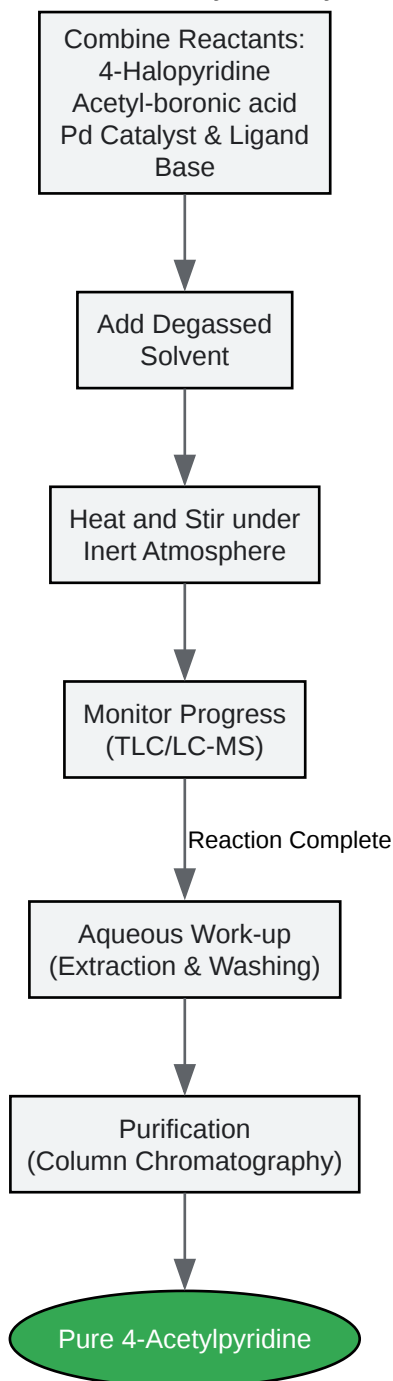 Combine Reactants:
4-Halopyridine
Acetyl-boronic acid
Pd Catalyst & Ligand
Base
Add Degassed
Solvent
Heat and Stir under
Inert Atmosphere
Monitor Progress
(TLC/LC-MS)
Reaction Complete
Aqueous Work-up
(Extraction & Washing)
Purification
(Column Chromatography)
Pure 4-Acetylpyridine